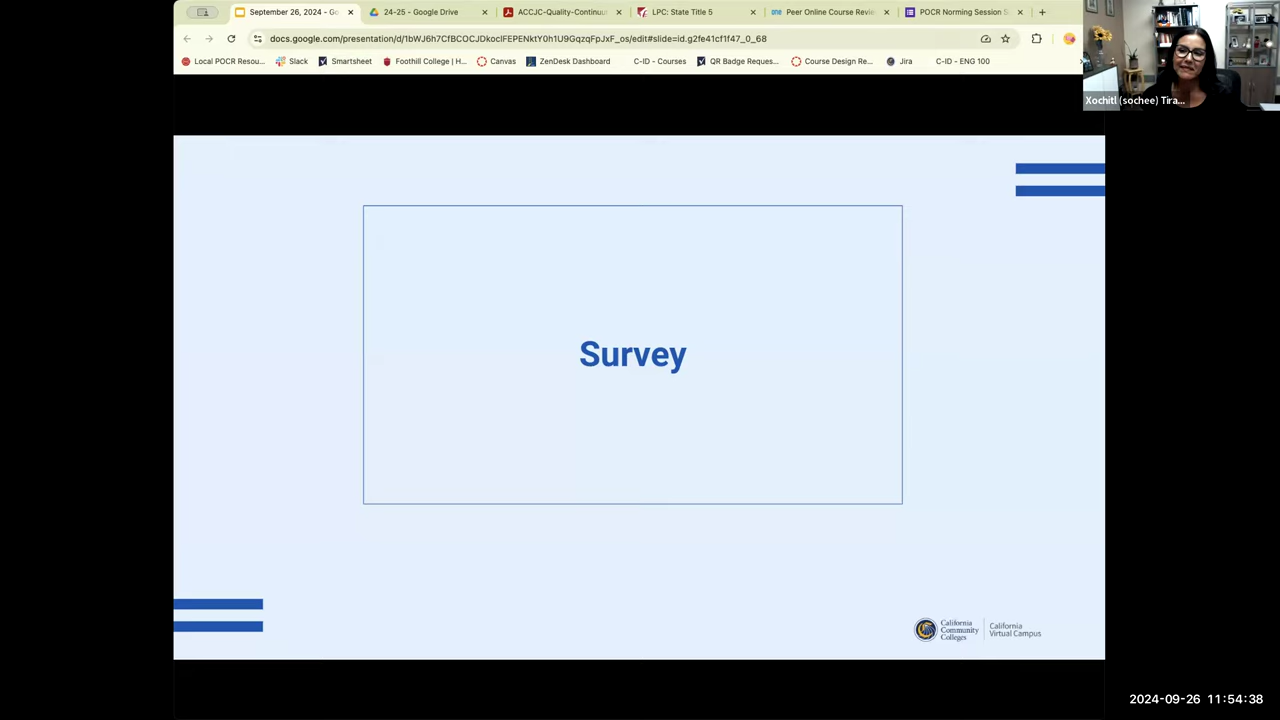 September 26, 2024 - Go
24-25 - Google Drive
ACCJC-Quality-Continuu
LPC: State Title 5
Peer Online Course Revie
POCR Norming Session S
docs.google.com/presentation/d/1bWJ6h7CfBCOCJDkocIFEPENktY0h1U9GqzqFpJxF_os/edit#slide=id.g2fe41cf1f47_0_68
Local POCR Resou...
Slack
Smartsheet
Foothill College | H...
Canvas
ZenDesk Dashboard
C-ID - Courses
QR Badge Reques...
Course Design Re...
Jira
C-ID - ENG 100
Xochitl (sochee) Tira...
Survey
California
Community
Colleges
California
Virtual Campus
2024-09-26 11:54:38